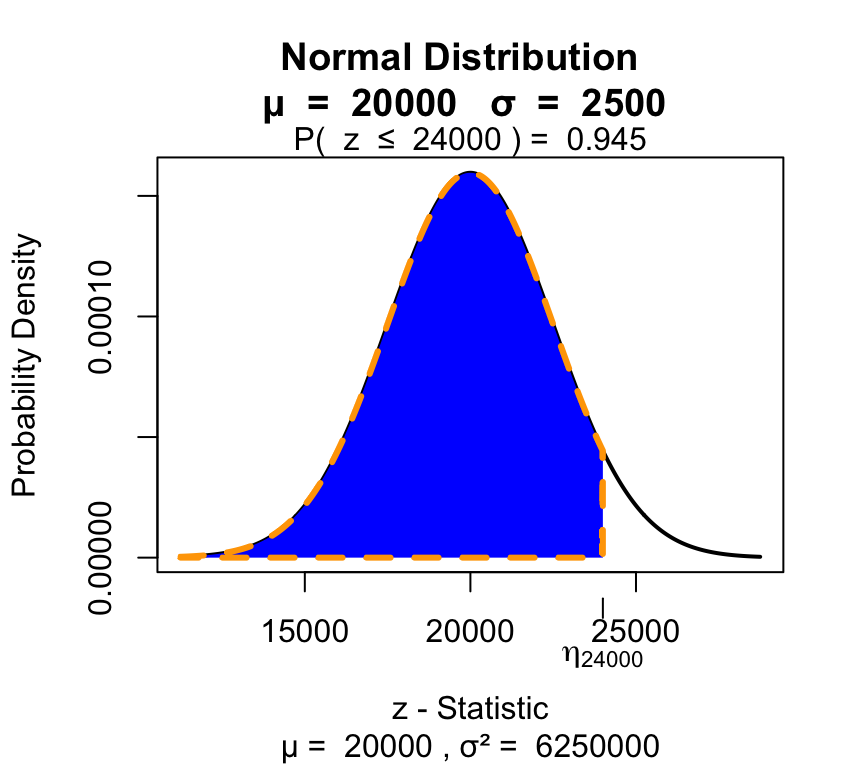 Normal Distribution
μ = 20000 σ = 2500
P( z ≤ 24000 ) = 0.945
Probability Density
0.00010
0.00000
15000 20000 25000
η24000
z - Statistic
μ = 20000 , σ² = 6250000